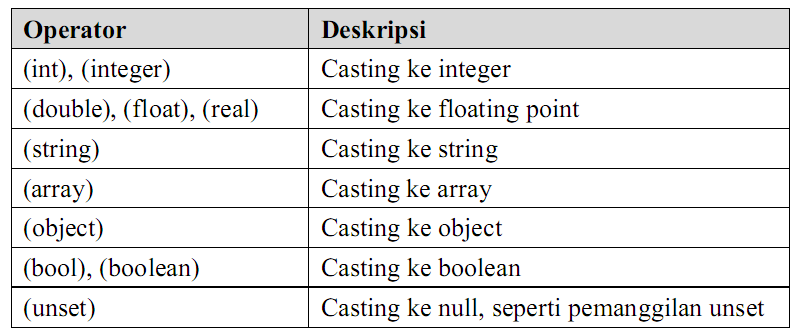 Operator Deskripsi
(int), (integer) Casting ke integer
(double), (float), (real) Casting ke floating point
(string) Casting ke string
(array) Casting ke array
(object) Casting ke object
(bool), (boolean) Casting ke boolean
(unset) Casting ke null, seperti pemanggilan unset